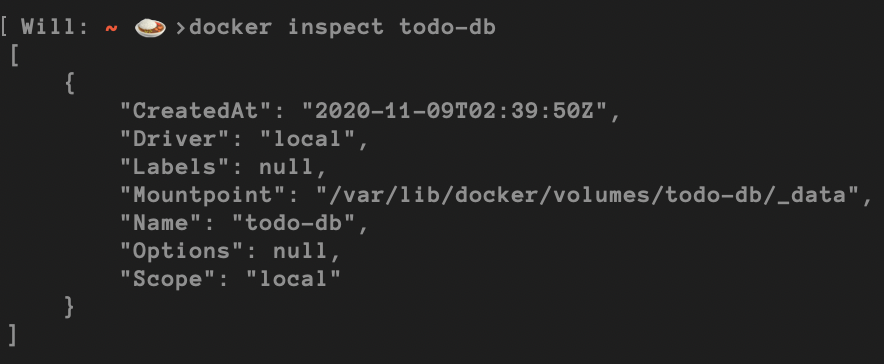 [ Will: ~ 🍛 >docker inspect todo-db
[
    {
        "CreatedAt": "2020-11-09T02:39:50Z",
        "Driver": "local",
        "Labels": null,
        "Mountpoint": "/var/lib/docker/volumes/todo-db/_data",
        "Name": "todo-db",
        "Options": null,
        "Scope": "local"
    }
]